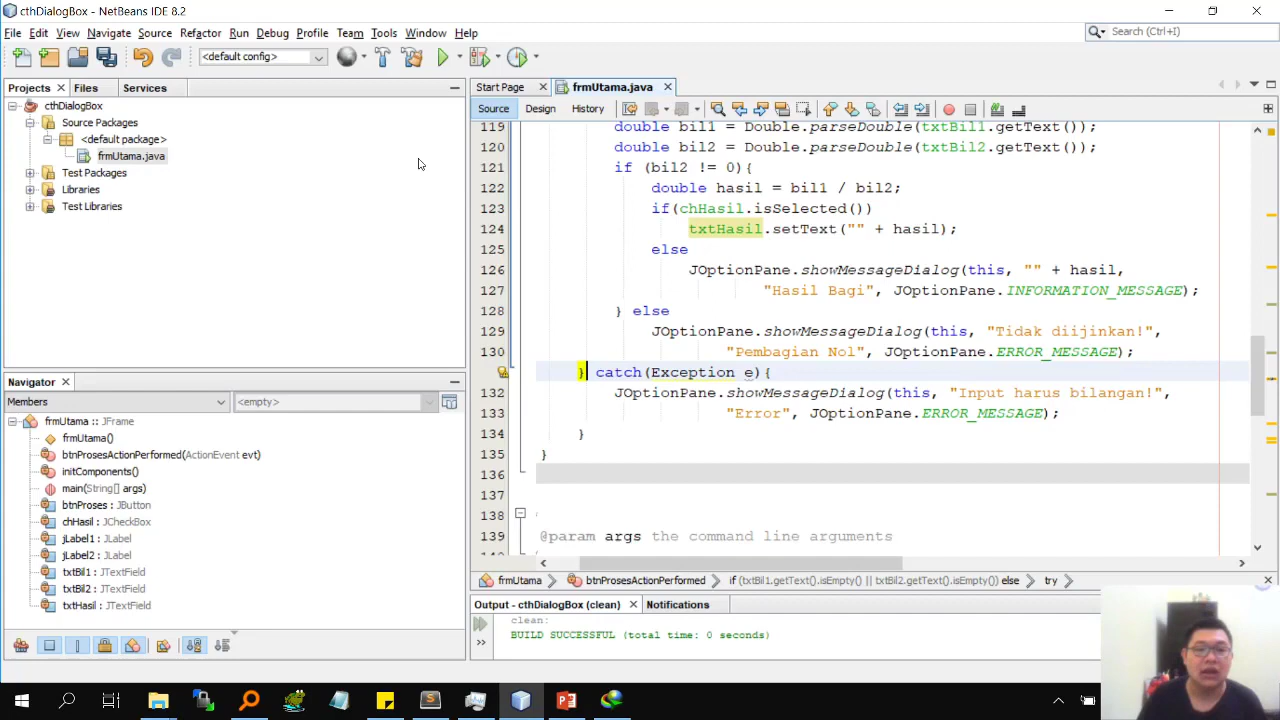 cthDialogBox - NetBeans IDE 8.2
File Edit View Navigate Source Refactor Run Debug Profile Team Tools Window Help
Search (Ctrl+I)
<default config>
Projects Files Services
Start Page frmUtama.java
Source Design History
cthDialogBox
Source Packages
<default package>
frmUtama.java
Test Packages
Libraries
Test Libraries
119 double bil1 = Double.parseDouble(txtBil1.getText());
120 double bil2 = Double.parseDouble(txtBil2.getText());
121 if (bil2 != 0){
122 double hasil = bil1 / bil2;
123 if(chHasil.isSelected())
124 txtHasil.setText("" + hasil);
125 else
126 JOptionPane.showMessageDialog(this, "" + hasil,
127 "Hasil Bagi", JOptionPane.INFORMATION_MESSAGE);
128 } else
129 JOptionPane.showMessageDialog(this, "Tidak diijinkan!",
130 "Pembagian Nol", JOptionPane.ERROR_MESSAGE);
} catch(Exception e){
132 JOptionPane.showMessageDialog(this, "Input harus bilangan!",
133 "Error", JOptionPane.ERROR_MESSAGE);
134 }
135 }
136
137
138
139 @param args the command line arguments
Navigator
Members <empty>
frmUtama :: JFrame
frmUtama()
btnProsesActionPerformed(ActionEvent evt)
initComponents()
main(String[] args)
btnProses : JButton
chHasil : JCheckBox
jLabel1 : JLabel
jLabel2 : JLabel
txtBil1 : JTextField
txtBil2 : JTextField
txtHasil : JTextField
frmUtama btnProsesActionPerformed if (txtBil1.getText().isEmpty() || txtBil2.getText().isEmpty()) else try
Output - cthDialogBox (clean) Notifications
clean:
BUILD SUCCESSFUL (total time: 0 seconds)